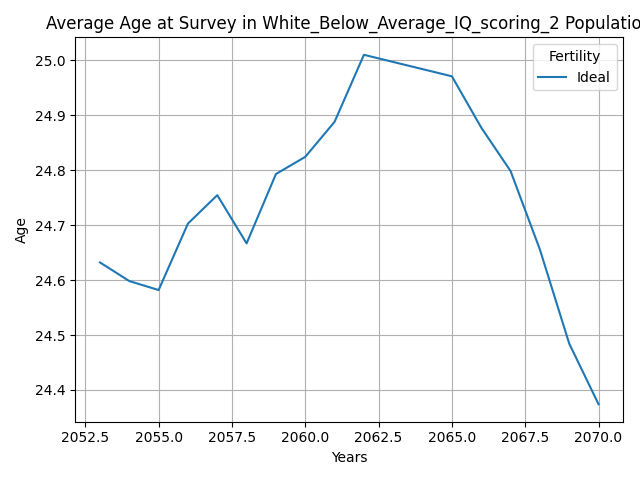 Average Age at Survey in White_Below_Average_IQ_scoring_2 Populatio
Fertility
Ideal
25.0
24.9
24.8
24.7
24.6
24.5
24.4
Age
2052.5 2055.0 2057.5 2060.0 2062.5 2065.0 2067.5 2070.0
Years